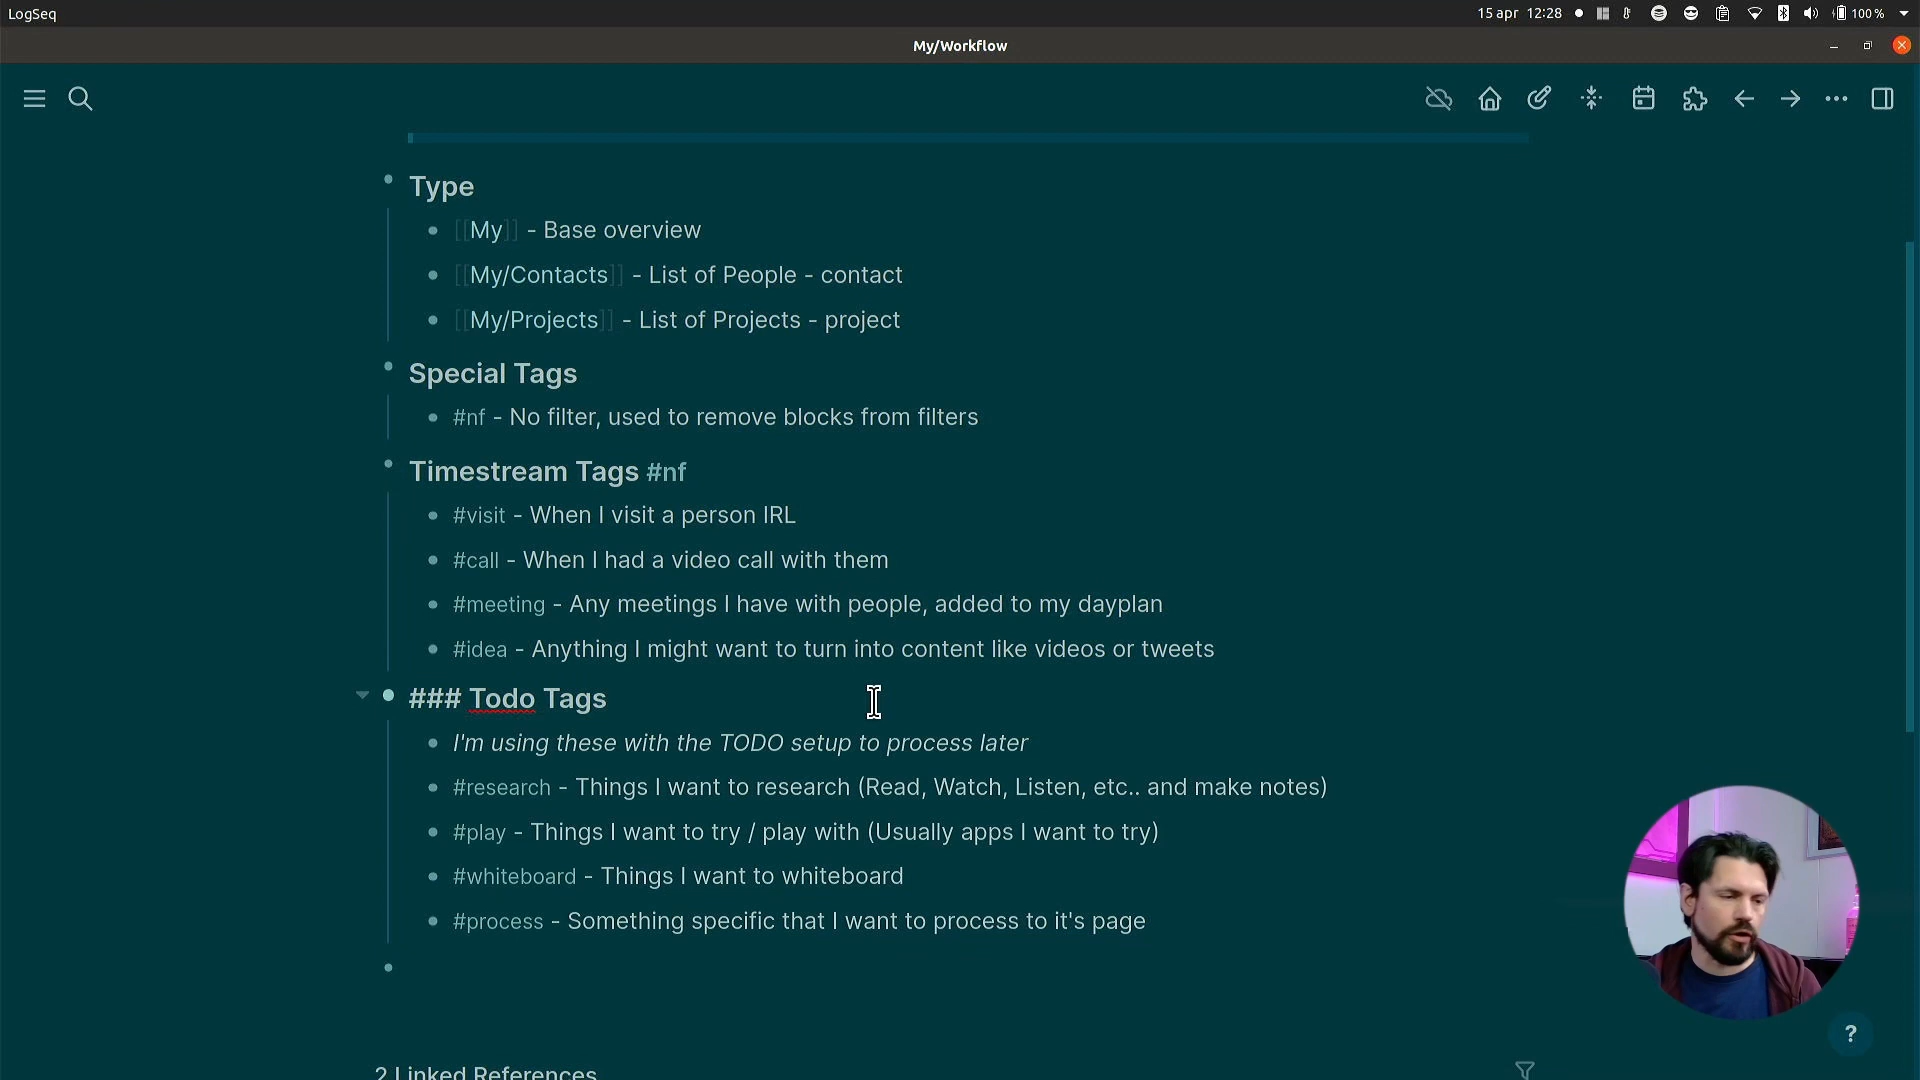 LogSeq
15 apr 12:28
100 %
My/Workflow
Type
[[My]] - Base overview
[[My/Contacts]] - List of People - contact
[[My/Projects]] - List of Projects - project
Special Tags
#nf - No filter, used to remove blocks from filters
Timestream Tags #nf
#visit - When I visit a person IRL
#call - When I had a video call with them
#meeting - Any meetings I have with people, added to my dayplan
#idea - Anything I might want to turn into content like videos or tweets
### Todo Tags
I'm using these with the TODO setup to process later
#research - Things I want to research (Read, Watch, Listen, etc.. and make notes)
#play - Things I want to try / play with (Usually apps I want to try)
#whiteboard - Things I want to whiteboard
#process - Something specific that I want to process to it's page
?
2 Linked References